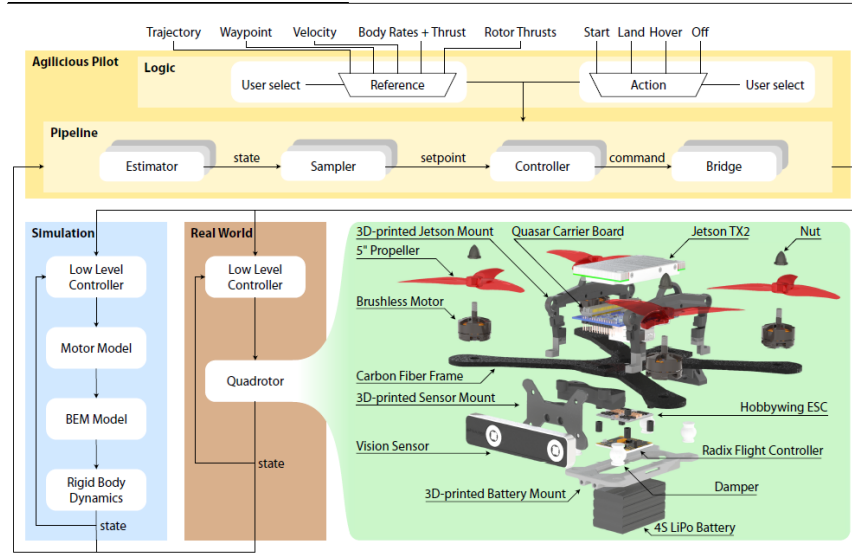 Trajectory Waypoint Velocity Body Rates + Thrust Rotor Thrusts Start Land Hover Off
Agilicious Pilot
Logic
User select Reference Action User select
Pipeline
Estimator state Sampler setpoint Controller command Bridge
Simulation
Low Level
Controller
Motor Model
BEM Model
Rigid Body
Dynamics
state
Real World
Low Level
Controller
Quadrotor
state
3D-printed Jetson Mount Quasar Carrier Board Jetson TX2 Nut
5" Propeller
Brushless Motor
Carbon Fiber Frame
3D-printed Sensor Mount
Hobbywing ESC
Vision Sensor
Radix Flight Controller
3D-printed Battery Mount
Damper
4S LiPo Battery